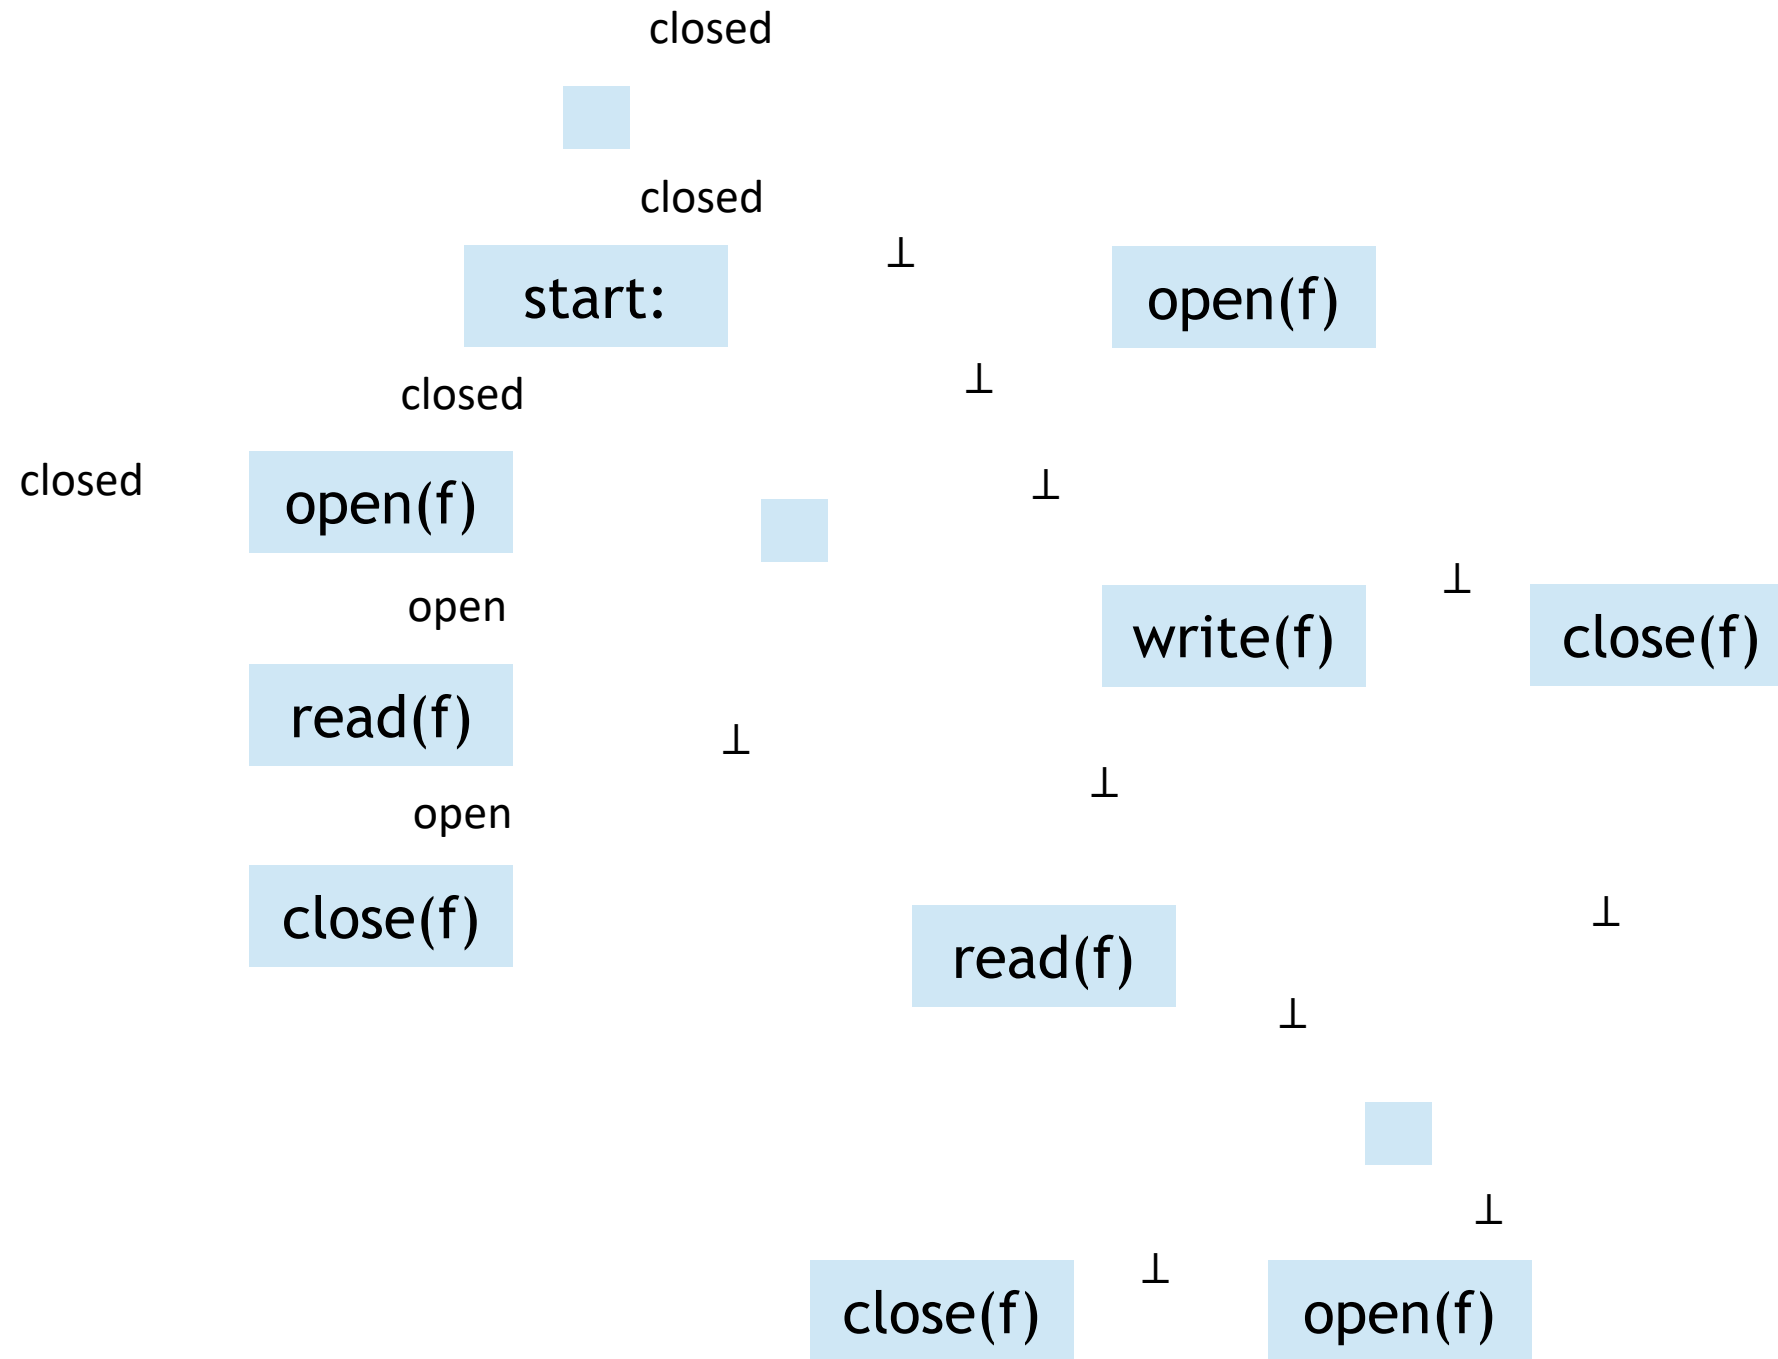 closed
closed
⊥
start:
open(f)
⊥
closed
closed
⊥
open(f)
⊥
open
write(f)
close(f)
read(f)
⊥
⊥
open
close(f)
⊥
read(f)
⊥
⊥
⊥
close(f)
open(f)